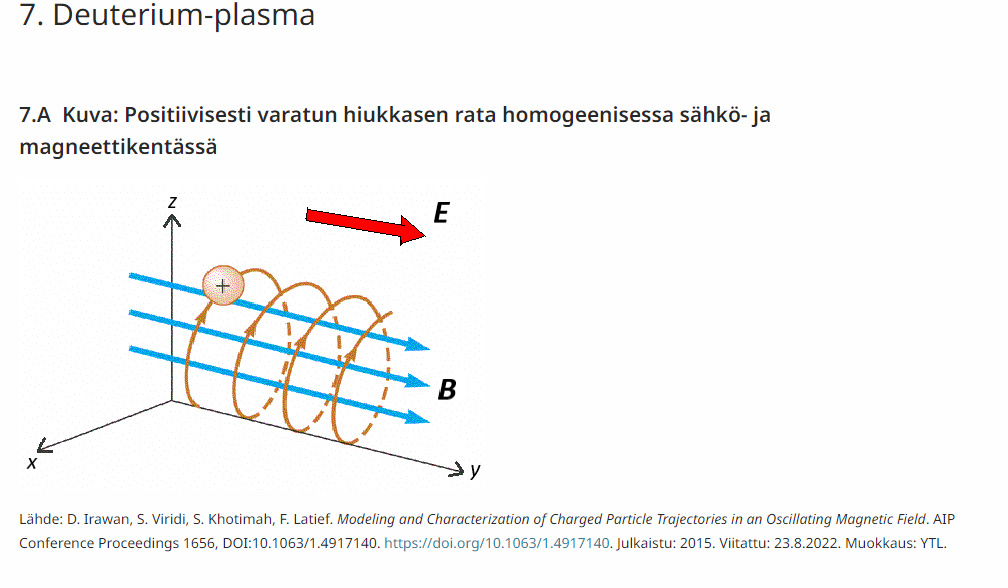 7. Deuterium-plasma
7.A Kuva: Positiivisesti varatun hiukkasen rata homogeenisessa sähkö- ja
magneettikentässä
z
E
+
B
x
y
Lähde: D. Irawan, S. Viridi, S. Khotimah, F. Latief. Modeling and Characterization of Charged Particle Trajectories in an Oscillating Magnetic Field. AIP
Conference Proceedings 1656, DOI:10.1063/1.4917140. https://doi.org/10.1063/1.4917140. Julkaistu: 2015. Viitattu: 23.8.2022. Muokkaus: YTL.